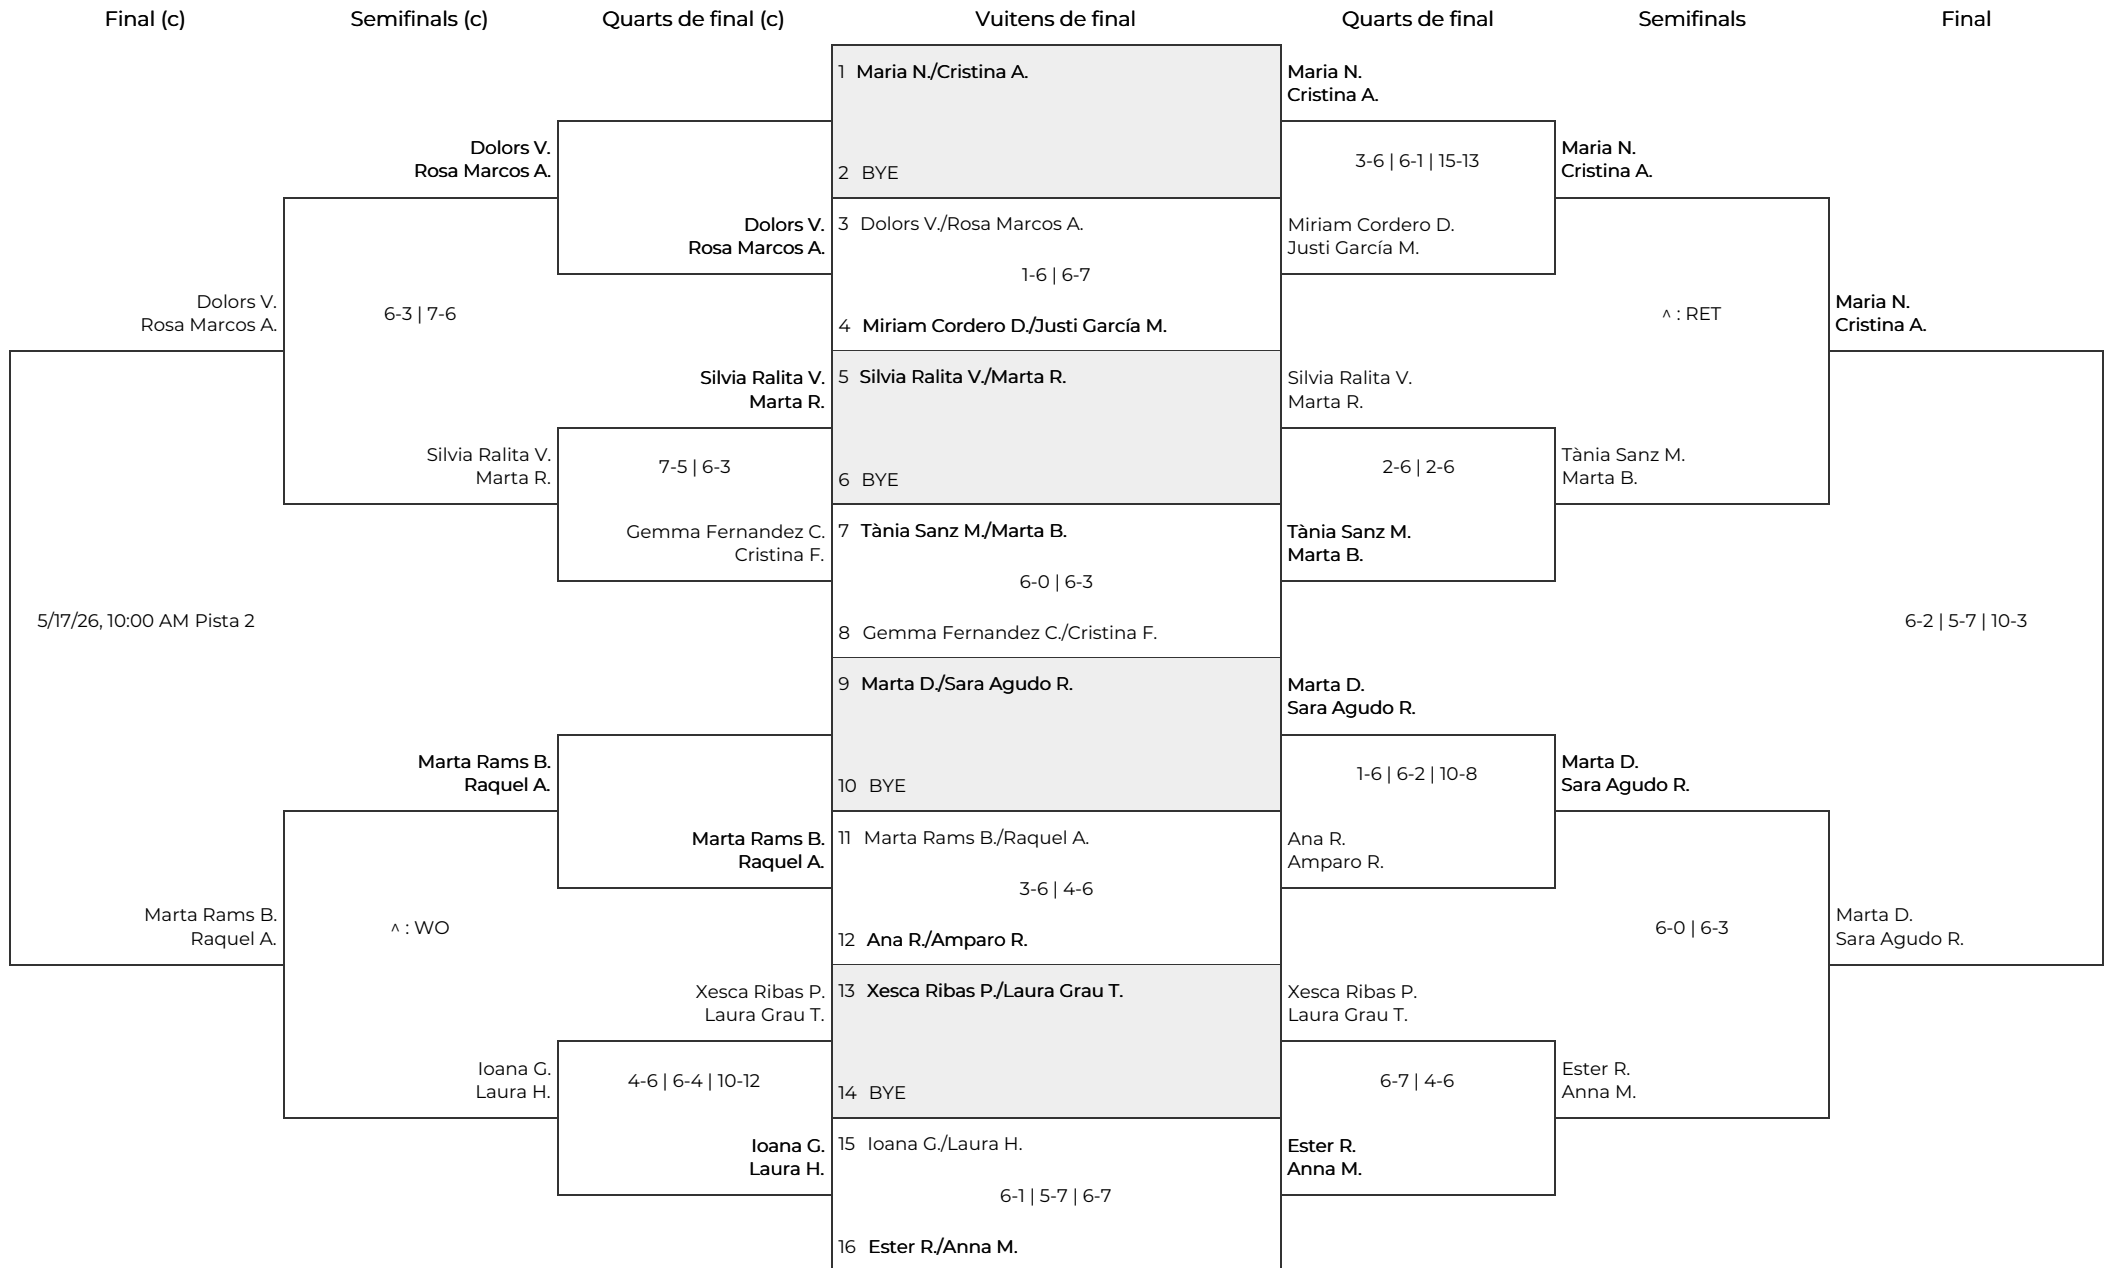 Final (c)
Semifinals (c)
Quarts de final (c)
Vuitens de final
Quarts de final
Semifinals
Final
Dolors V.
Rosa Marcos A.
5/17/26, 10:00 AM Pista 2
Marta Rams B.
Raquel A.
Dolors V.
Rosa Marcos A.
6-3 | 7-6
Silvia Ralita V.
Marta R.
Marta Rams B.
Raquel A.
^ : WO
Ioana G.
Laura H.
Dolors V.
Rosa Marcos A.
Silvia Ralita V.
Marta R.
7-5 | 6-3
Gemma Fernandez C.
Cristina F.
Marta Rams B.
Raquel A.
Xesca Ribas P.
Laura Grau T.
4-6 | 6-4 | 10-12
Ioana G.
Laura H.
1 Maria N./Cristina A.
2 BYE
3 Dolors V./Rosa Marcos A.
1-6 | 6-7
4 Miriam Cordero D./Justi García M.
5 Silvia Ralita V./Marta R.
6 BYE
7 Tània Sanz M./Marta B.
6-0 | 6-3
8 Gemma Fernandez C./Cristina F.
9 Marta D./Sara Agudo R.
10 BYE
11 Marta Rams B./Raquel A.
3-6 | 4-6
12 Ana R./Amparo R.
13 Xesca Ribas P./Laura Grau T.
14 BYE
15 Ioana G./Laura H.
6-1 | 5-7 | 6-7
16 Ester R./Anna M.
Maria N.
Cristina A.
3-6 | 6-1 | 15-13
Miriam Cordero D.
Justi García M.
Silvia Ralita V.
Marta R.
2-6 | 2-6
Tània Sanz M.
Marta B.
Marta D.
Sara Agudo R.
1-6 | 6-2 | 10-8
Ana R.
Amparo R.
Xesca Ribas P.
Laura Grau T.
6-7 | 4-6
Ester R.
Anna M.
Maria N.
Cristina A.
^ : RET
Tània Sanz M.
Marta B.
Marta D.
Sara Agudo R.
6-0 | 6-3
Ester R.
Anna M.
Maria N.
Cristina A.
6-2 | 5-7 | 10-3
Marta D.
Sara Agudo R.